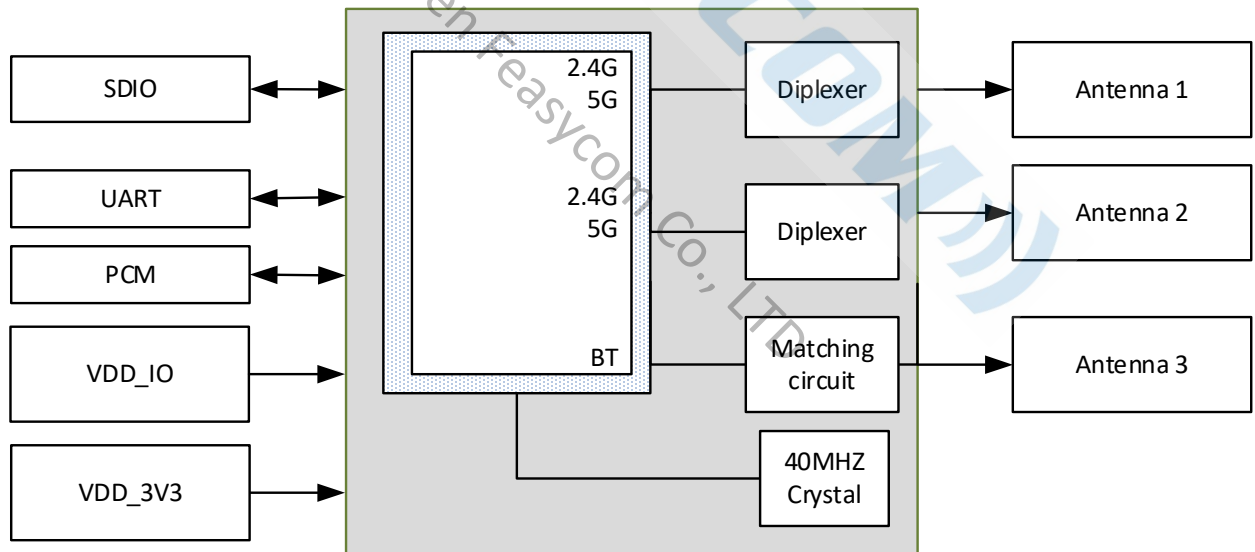 SDIO
UART
PCM
VDD_IO
VDD_3V3
2.4G
5G
2.4G
5G
BT
Diplexer
Diplexer
Matching
circuit
40MHZ
Crystal
Antenna 1
Antenna 2
Antenna 3
en Feasycom Co., LTD
COM